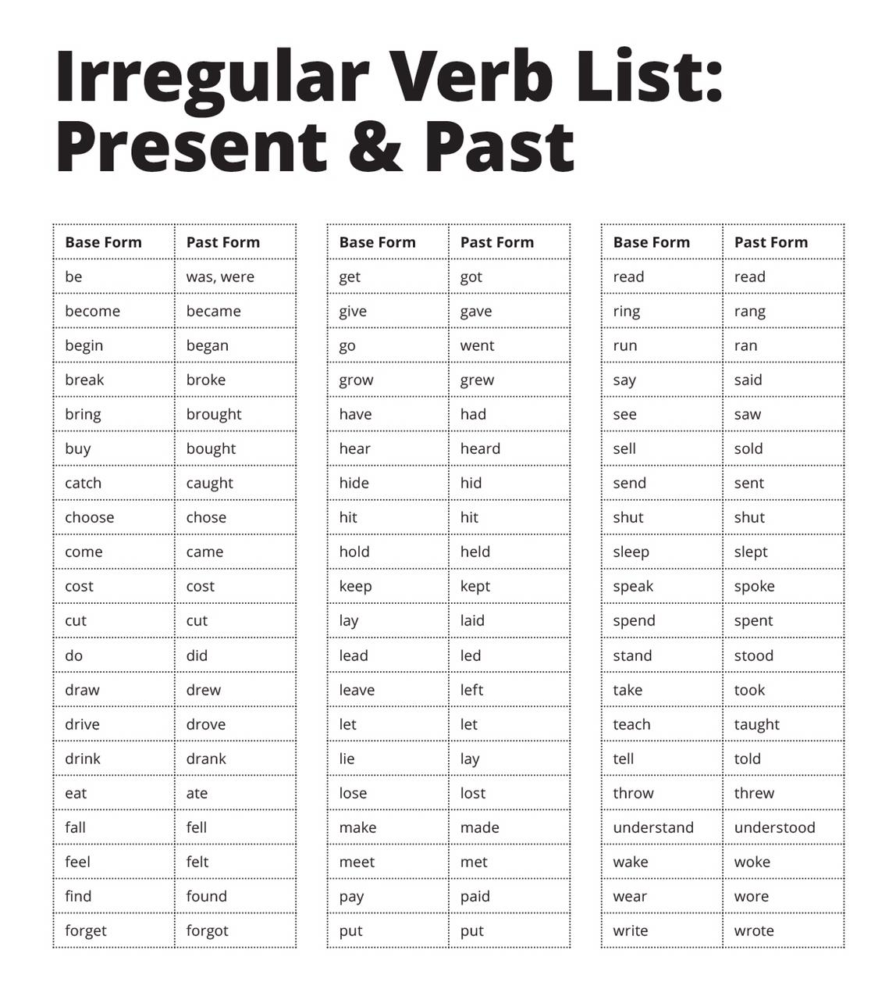 Irregular Verb List:
Present & Past
Base Form Past Form
be was, were
become became
begin began
break broke
bring brought
buy bought
catch caught
choose chose
come came
cost cost
cut cut
do did
draw drew
drive drove
drink drank
eat ate
fall fell
feel felt
find found
forget forgot
Base Form Past Form
get got
give gave
go went
grow grew
have had
hear heard
hide hid
hit hit
hold held
keep kept
lay laid
lead led
leave left
let let
lie lay
lose lost
make made
meet met
pay paid
put put
Base Form Past Form
read read
ring rang
run ran
say said
see saw
sell sold
send sent
shut shut
sleep slept
speak spoke
spend spent
stand stood
take took
teach taught
tell told
throw threw
understand understood
wake woke
wear wore
write wrote